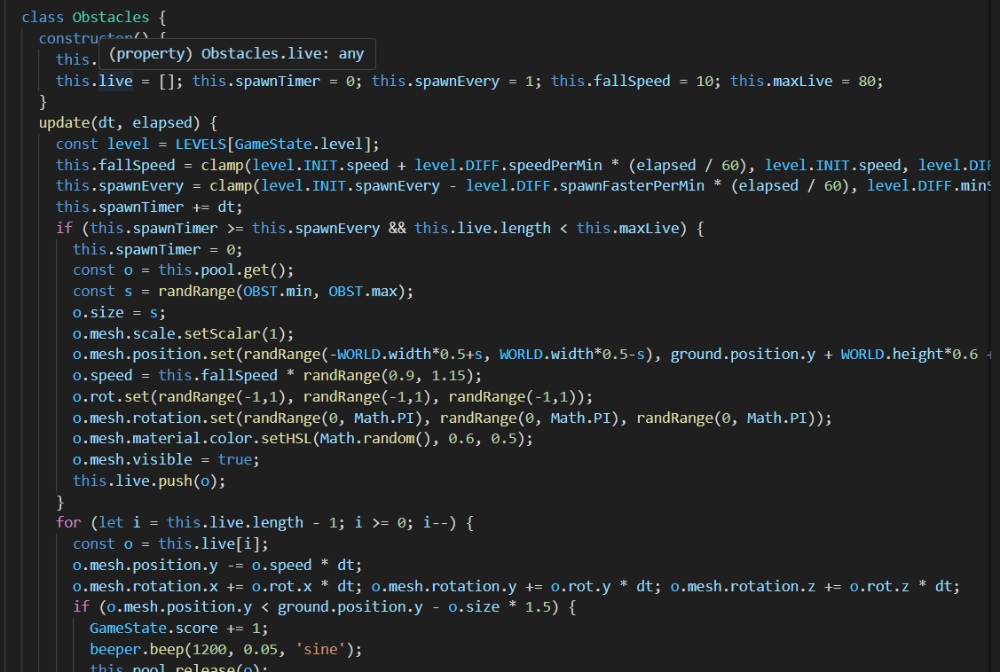 class Obstacles {
constructor() {
this.
(property) Obstacles.live: any
this.live = []; this.spawnTimer = 0; this.spawnEvery = 1; this.fallSpeed = 10; this.maxLive = 80;
}
update(dt, elapsed) {
const level = LEVELS[GameState.level];
this.fallSpeed = clamp(level.INIT.speed + level.DIFF.speedPerMin * (elapsed / 60), level.INIT.speed, level.DIF
this.spawnEvery = clamp(level.INIT.spawnEvery - level.DIFF.spawnFasterPerMin * (elapsed / 60), level.DIFF.minS
this.spawnTimer += dt;
if (this.spawnTimer >= this.spawnEvery && this.live.length < this.maxLive) {
this.spawnTimer = 0;
const o = this.pool.get();
const s = randRange(OBST.min, OBST.max);
o.size = s;
o.mesh.scale.setScalar(1);
o.mesh.position.set(randRange(-WORLD.width*0.5+s, WORLD.width*0.5-s), ground.position.y + WORLD.height*0.6 +
o.speed = this.fallSpeed * randRange(0.9, 1.15);
o.rot.set(randRange(-1,1), randRange(-1,1), randRange(-1,1));
o.mesh.rotation.set(randRange(0, Math.PI), randRange(0, Math.PI), randRange(0, Math.PI));
o.mesh.material.color.setHSL(Math.random(), 0.6, 0.5);
o.mesh.visible = true;
this.live.push(o);
}
for (let i = this.live.length - 1; i >= 0; i--) {
const o = this.live[i];
o.mesh.position.y -= o.speed * dt;
o.mesh.rotation.x += o.rot.x * dt; o.mesh.rotation.y += o.rot.y * dt; o.mesh.rotation.z += o.rot.z * dt;
if (o.mesh.position.y < ground.position.y - o.size * 1.5) {
GameState.score += 1;
beeper.beep(1200, 0.05, 'sine');
this.pool.release(o);